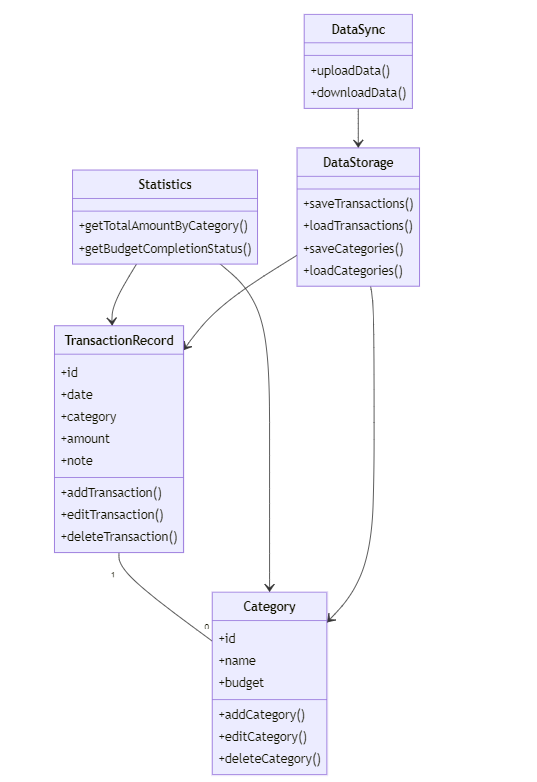 DataSync
+uploadData()
+downloadData()
DataStorage
+saveTransactions()
+loadTransactions()
+saveCategories()
+loadCategories()
Statistics
+getTotalAmountByCategory()
+getBudgetCompletionStatus()
TransactionRecord
+id
+date
+category
+amount
+note
+addTransaction()
+editTransaction()
+deleteTransaction()
1
n
Category
+id
+name
+budget
+addCategory()
+editCategory()
+deleteCategory()